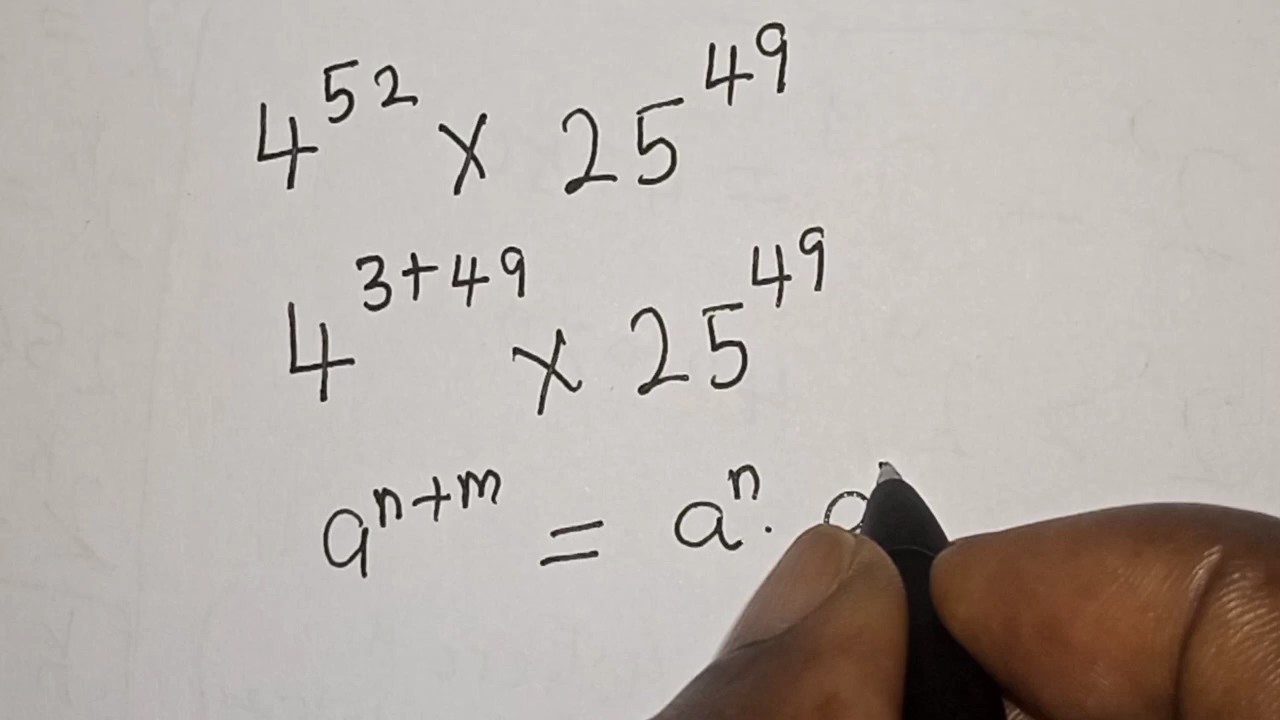 4^52 × 25^49
4^3+49 × 25^49
a^n+m = a^n · a